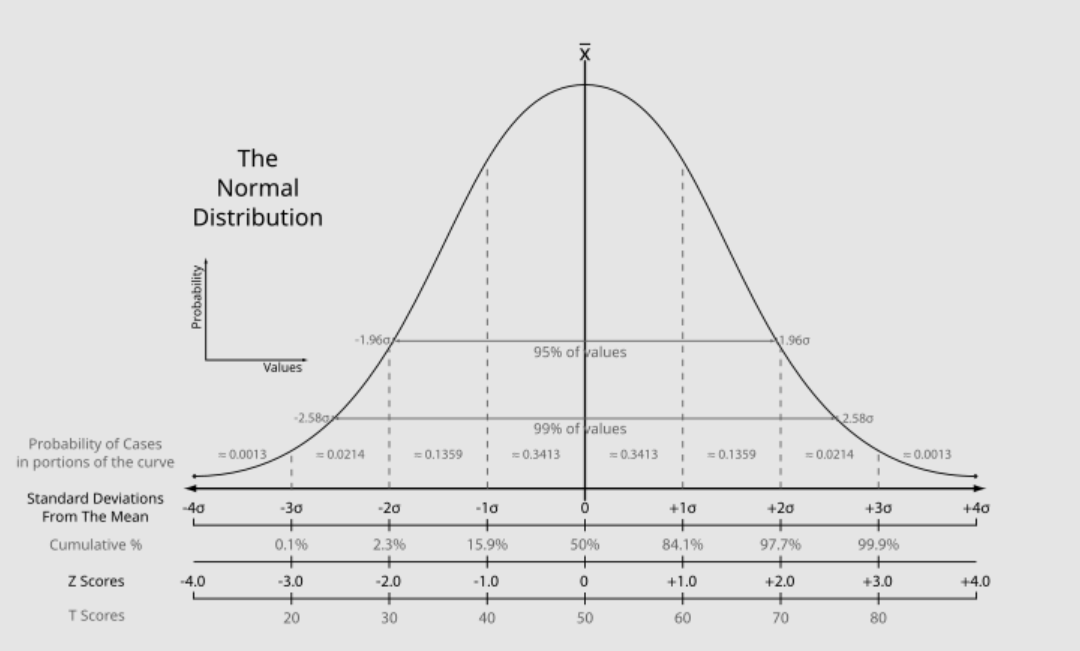 x̄
The
Normal
Distribution
Probability
Values
-1.96σ 1.96σ
95% of values
-2.58σ 2.58σ
99% of values
Probability of Cases
in portions of the curve
≈ 0.0013 ≈ 0.0214 ≈ 0.1359 ≈ 0.3413 ≈ 0.3413 ≈ 0.1359 ≈ 0.0214 ≈ 0.0013
Standard Deviations
From The Mean
-4σ -3σ -2σ -1σ 0 +1σ +2σ +3σ +4σ
Cumulative % 0.1% 2.3% 15.9% 50% 84.1% 97.7% 99.9%
Z Scores -4.0 -3.0 -2.0 -1.0 0 +1.0 +2.0 +3.0 +4.0
T Scores 20 30 40 50 60 70 80